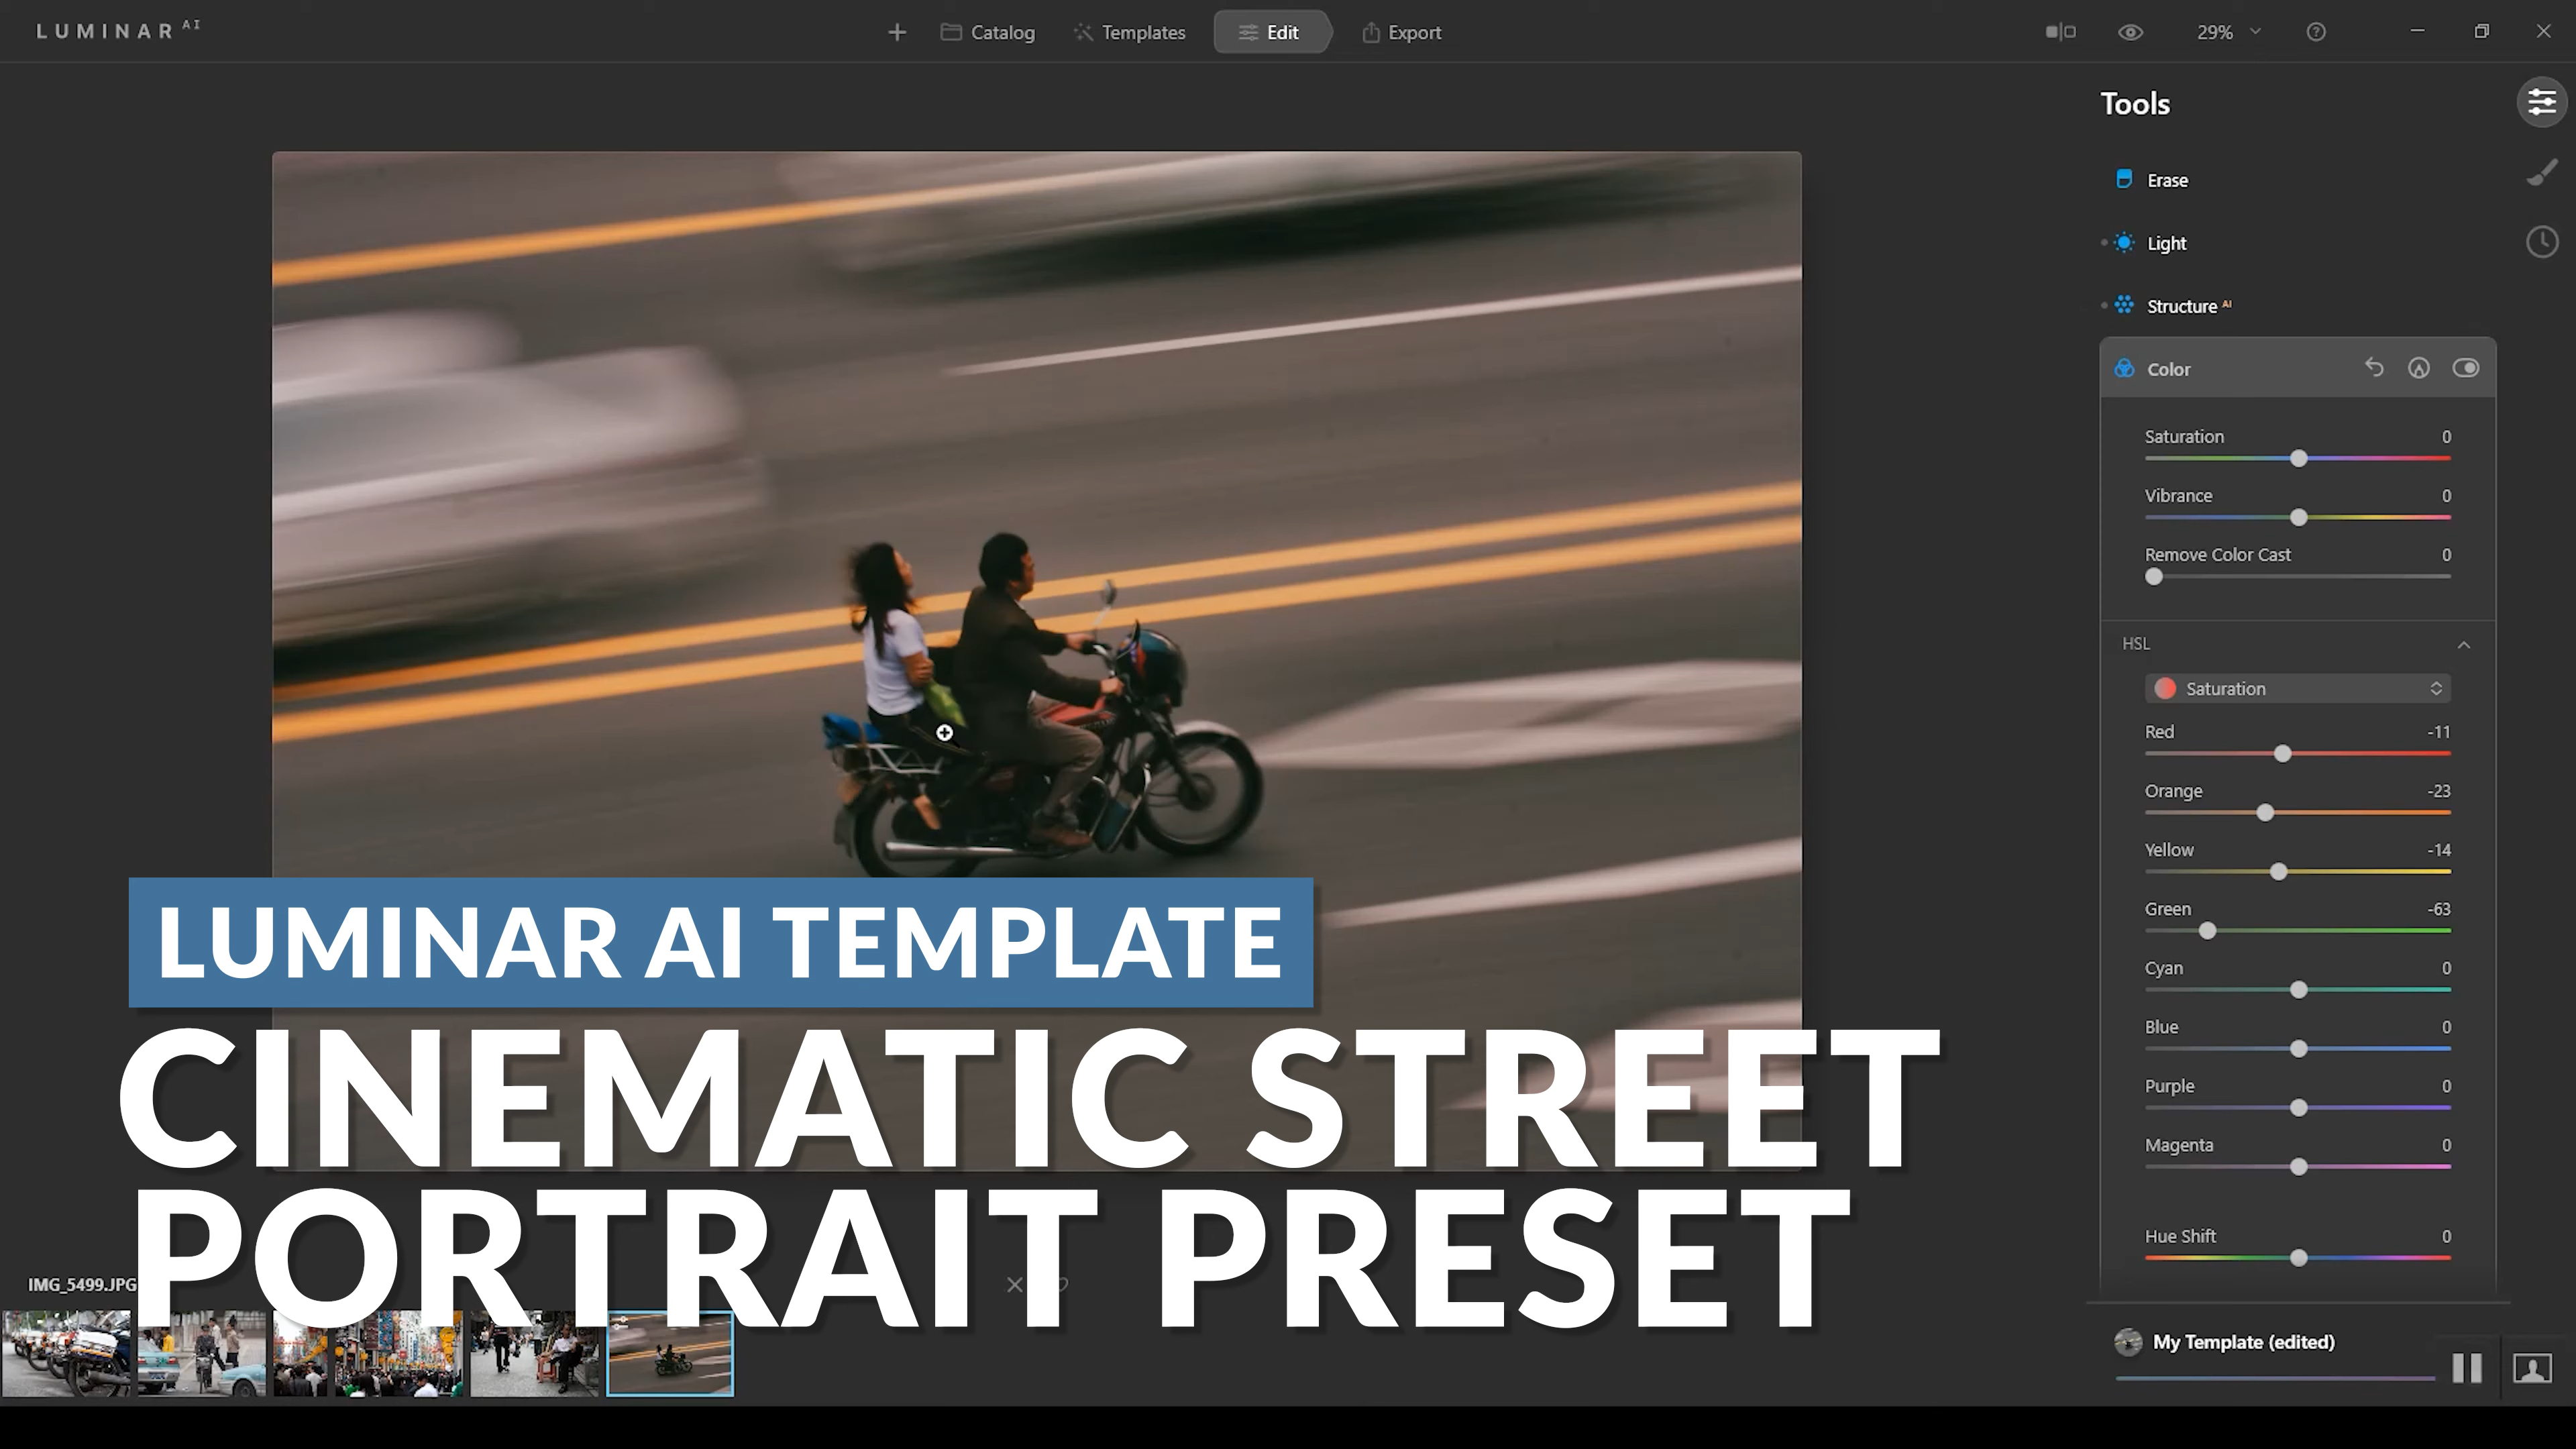 LUMINAR AI
Catalog
Templates
Edit
Export
29%
Tools
Erase
Light
Structure AI
Color
Saturation 0
Vibrance 0
Remove Color Cast 0
HSL
Saturation
Red -11
Orange -23
Yellow -14
Green -63
Cyan 0
Blue 0
Purple 0
Magenta 0
Hue Shift 0
My Template (edited)
LUMINAR AI TEMPLATE
CINEMATIC STREET
PORTRAIT PRESET
IMG_5499.JPG